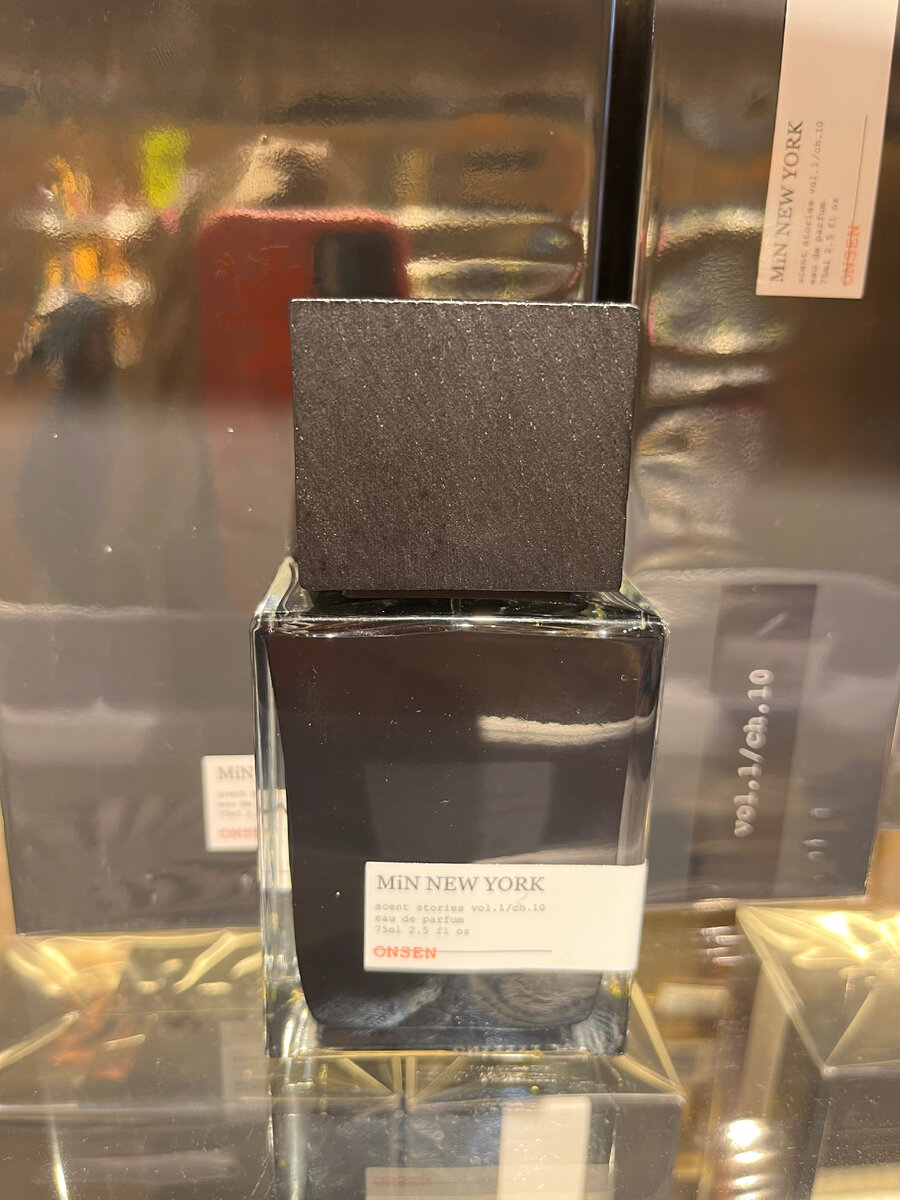 MiN NEW YORK
scent stories vol.1/ch.10
eau de parfum
75ml 2.5 fl oz
ONSEN
vol.1/ch.10
MiN
MiN NEW YORK
scent stories vol.1/ch.10
eau de parfum
75ml 2.5 fl oz
ONSEN